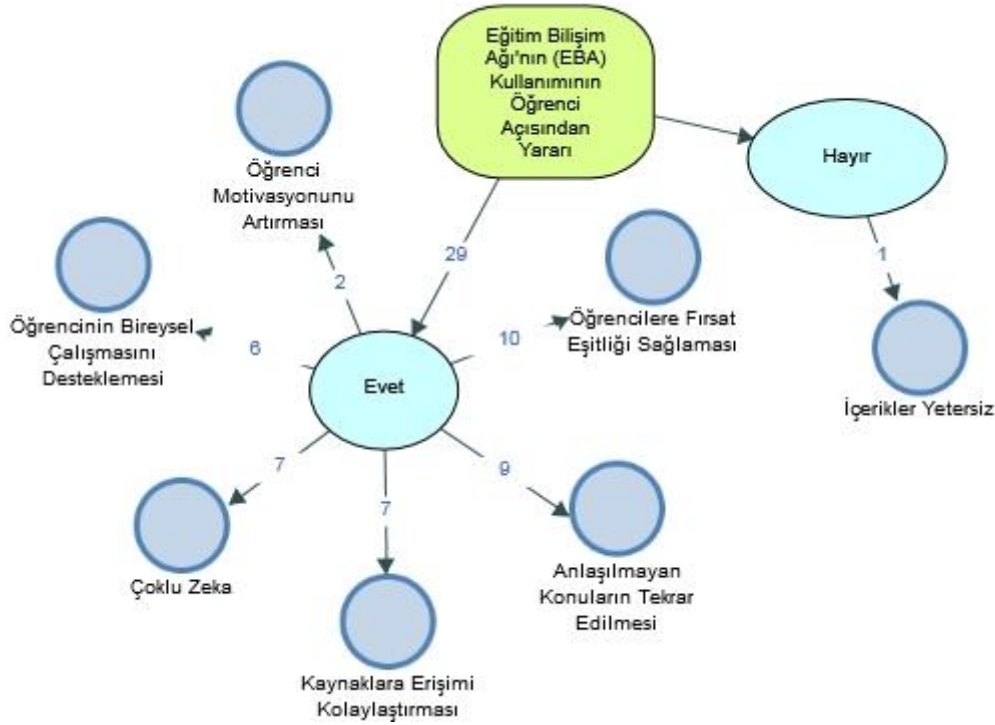 Eğitim Bilişim
Ağı'nın (EBA)
Kullanımının
Öğrenci
Açısından
Yararı
Hayır
Öğrenci
Motivasyonunu
Artırması
29
1
2
Öğrencinin Bireysel
Çalışmasını
Desteklemesi
6
10
Öğrencilere Fırsat
Eşitliği Sağlaması
Evet
İçerikler Yetersiz
7
9
7
Çoklu Zeka
Anlaşılmayan
Konuların Tekrar
Edilmesi
Kaynaklara Erişimi
Kolaylaştırması